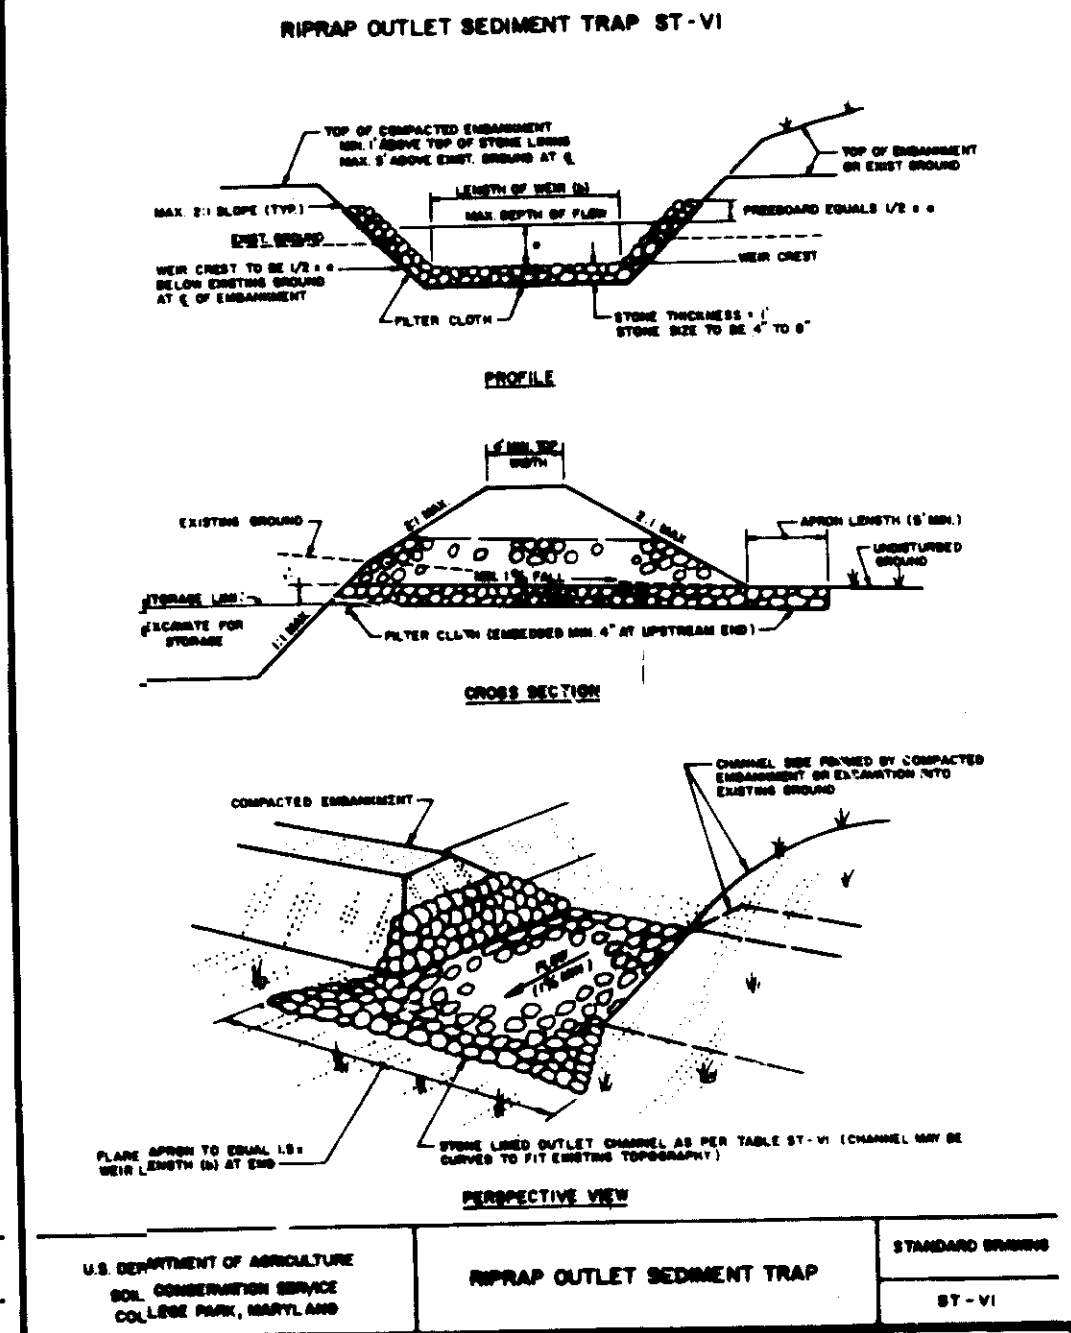 RIPRAP OUTLET SEDIMENT TRAP ST-VI
TOP OF COMPACTED EMBANKMENT
MIN. 1' ABOVE TOP OF STONE LINING
MAX. 5' ABOVE EXIST. GROUND AT ℄
TOP OF EMBANKMENT
OR EXIST GROUND
LENGTH OF WEIR (b)
MAX. 2:1 SLOPE (TYP.)
MAX. DEPTH OF FLOW
FREEBOARD EQUALS 1/2 x a
EXIST. GROUND
a
WEIR CREST
WEIR CREST TO BE 1/2 x a
BELOW EXISTING GROUND
AT ℄ OF EMBANKMENT
FILTER CLOTH
STONE THICKNESS = 1'
STONE SIZE TO BE 4" TO 8"
PROFILE
MIN. TOP
WIDTH
2:1 MAX.
2:1 MAX
EXISTING GROUND
APRON LENGTH (5' MIN.)
UNDISTURBED
GROUND
MIN. 1% FALL
STORAGE LIMIT
EXCAVATE FOR
STORAGE
1:1 MAX
FILTER CLOTH (EMBEDDED MIN. 4" AT UPSTREAM END)
CROSS SECTION
CHANNEL SIDE FORMED BY COMPACTED
EMBANKMENT OR EXCAVATION INTO
EXISTING GROUND
COMPACTED EMBANKMENT
FLOW
(1% MIN)
FLARE APRON TO EQUAL 1.5 x
WEIR LENGTH (b) AT END
STONE LINED OUTLET CHANNEL AS PER TABLE ST-VI (CHANNEL MAY BE
CURVED TO FIT EXISTING TOPOGRAPHY)
PERSPECTIVE VIEW
U.S. DEPARTMENT OF AGRICULTURE
SOIL CONSERVATION SERVICE
COLLEGE PARK, MARYLAND
RIPRAP OUTLET SEDIMENT TRAP
STANDARD DRAWING
ST-VI